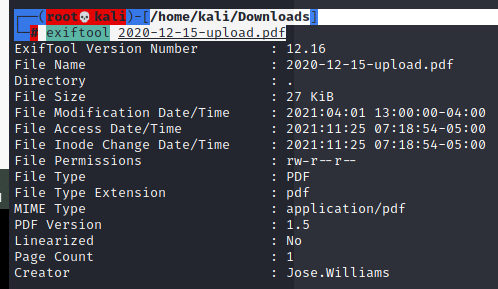 (root💀kali)-[/home/kali/Downloads]
# exiftool 2020-12-15-upload.pdf
ExifTool Version Number : 12.16
File Name : 2020-12-15-upload.pdf
Directory : .
File Size : 27 KiB
File Modification Date/Time : 2021:04:01 13:00:00-04:00
File Access Date/Time : 2021:11:25 07:18:54-05:00
File Inode Change Date/Time : 2021:11:25 07:18:54-05:00
File Permissions : rw-r--r--
File Type : PDF
File Type Extension : pdf
MIME Type : application/pdf
PDF Version : 1.5
Linearized : No
Page Count : 1
Creator : Jose.Williams